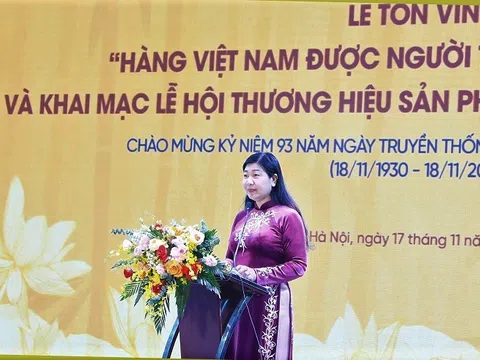 LỄ TÔN VIN
“HÀNG VIỆT NAM ĐƯỢC NGƯỜI T
VÀ KHAI MẠC LỄ HỘI THƯƠNG HIỆU SẢN PH
CHÀO MỪNG KỶ NIỆM 93 NĂM NGÀY TRUYỀN THỐN
(18/11/1930 - 18/11/20
Hà Nội, ngày 17 tháng 11 năm